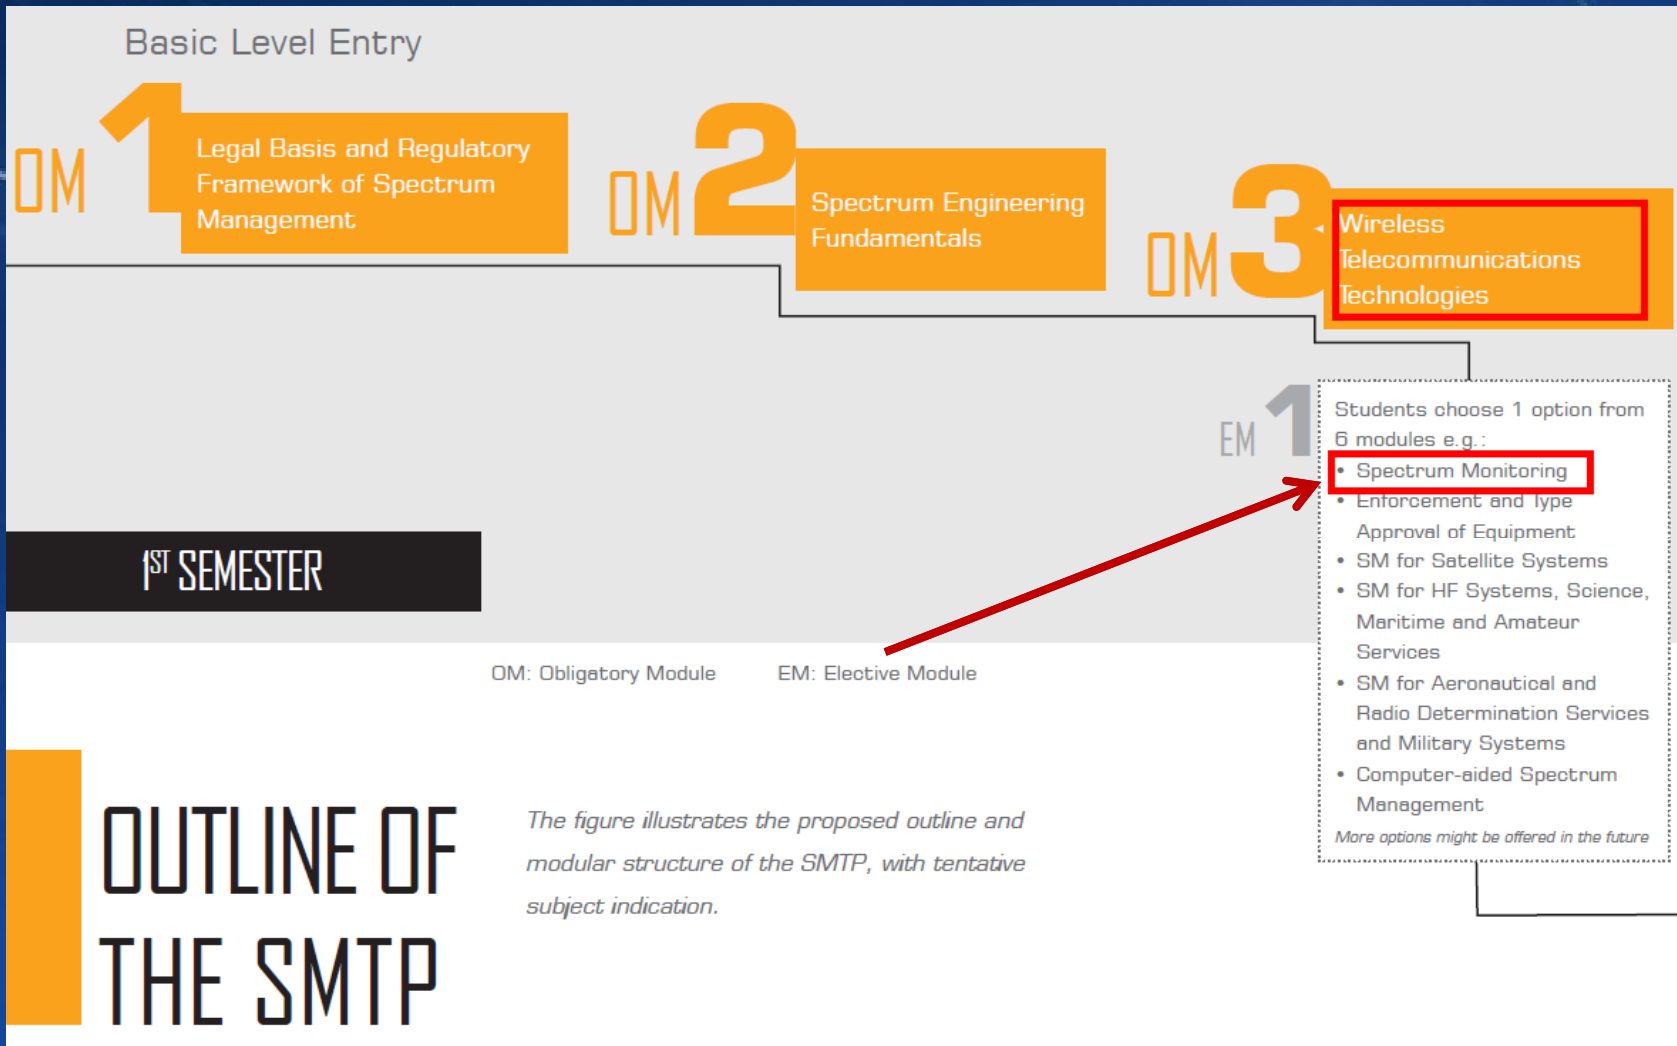 Basic Level Entry
OM 1
Legal Basis and Regulatory
Framework of Spectrum
Management
OM 2
Spectrum Engineering
Fundamentals
OM 3
Wireless
Telecommunications
Technologies
EM 1
Students choose 1 option from
6 modules e.g.:
• Spectrum Monitoring
• Enforcement and Type
Approval of Equipment
• SM for Satellite Systems
• SM for HF Systems, Science,
Maritime and Amateur
Services
• SM for Aeronautical and
Radio Determination Services
and Military Systems
• Computer-aided Spectrum
Management
More options might be offered in the future
1ST SEMESTER
OM: Obligatory Module EM: Elective Module
OUTLINE OF
THE SMTP
The figure illustrates the proposed outline and
modular structure of the SMTP, with tentative
subject indication.